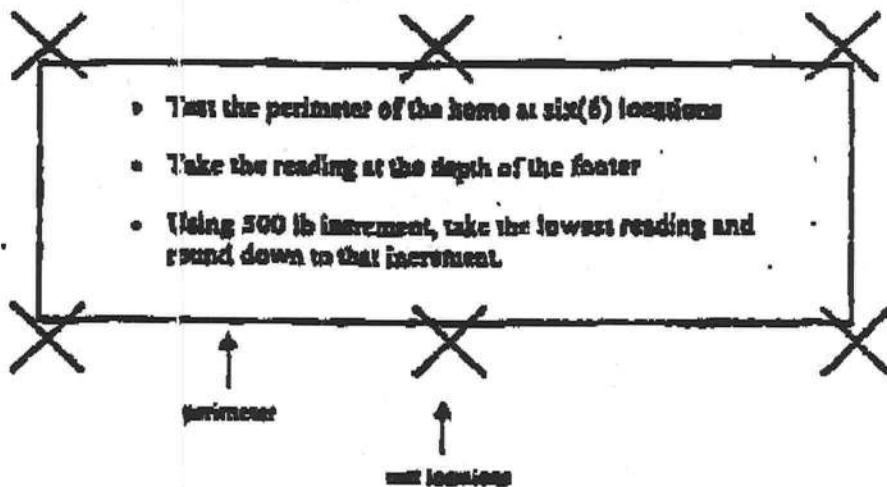 • Test the perimeter of the home at six(6) locations
• Take the reading at the depth of the footer
• Using 500 lb increment, take the lowest reading and
round down to that increment.
perimeter
test locations